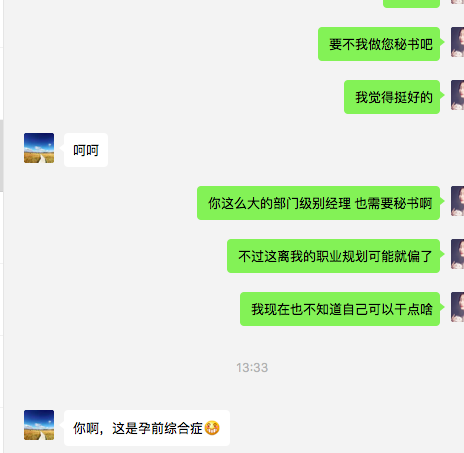 要不我做您秘书吧
我觉得挺好的
呵呵
你这么大的部门级别经理 也需要秘书啊
不过这离我的职业规划可能就偏了
我现在也不知道自己可以干点啥
13:33
你啊，这是孕前综合症